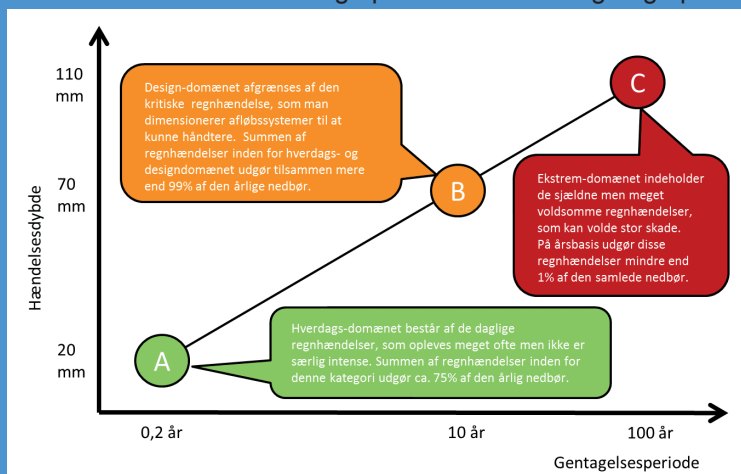 110
mm
70
mm
20
mm
Hændelsesdybde
Design-domænet afgrænses af den
kritiske regnhændelse, som man
dimensionerer afløbssystemer til at
kunne håndtere. Summen af
regnhændelser inden for hverdags- og
designdomænet udgør tilsammen mere
end 99% af den årlige nedbør.
C
B
Ekstrem-domænet indeholder
de sjældne men meget
voldsomme regnhændelser,
som kan volde stor skade.
På årsbasis udgør disse
regnhændelser mindre end
1% af den samlede nedbør.
A
Hverdags-domænet består af de daglige
regnhændelser, som opleves meget ofte men ikke er
særlig intense. Summen af regnhændelser inden for
denne kategori udgør ca. 75% af den årlig nedbør.
0,2 år
10 år
100 år
Gentagelsesperiode